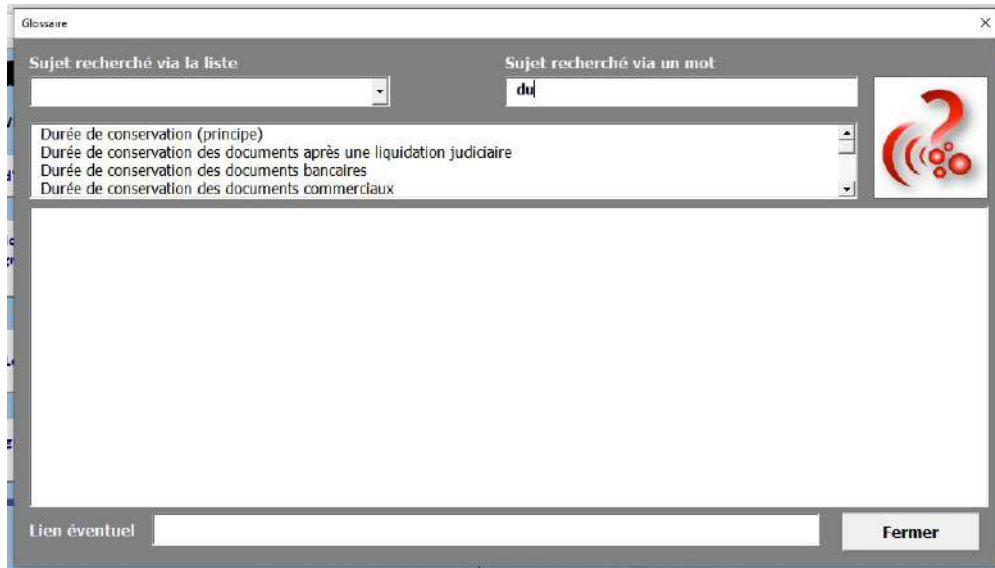 Glossaire
Sujet recherché via la liste
Sujet recherché via un mot
du
Durée de conservation (principe)
Durée de conservation des documents après une liquidation judiciaire
Durée de conservation des documents bancaires
Durée de conservation des documents commerciaux
Lien éventuel
Fermer